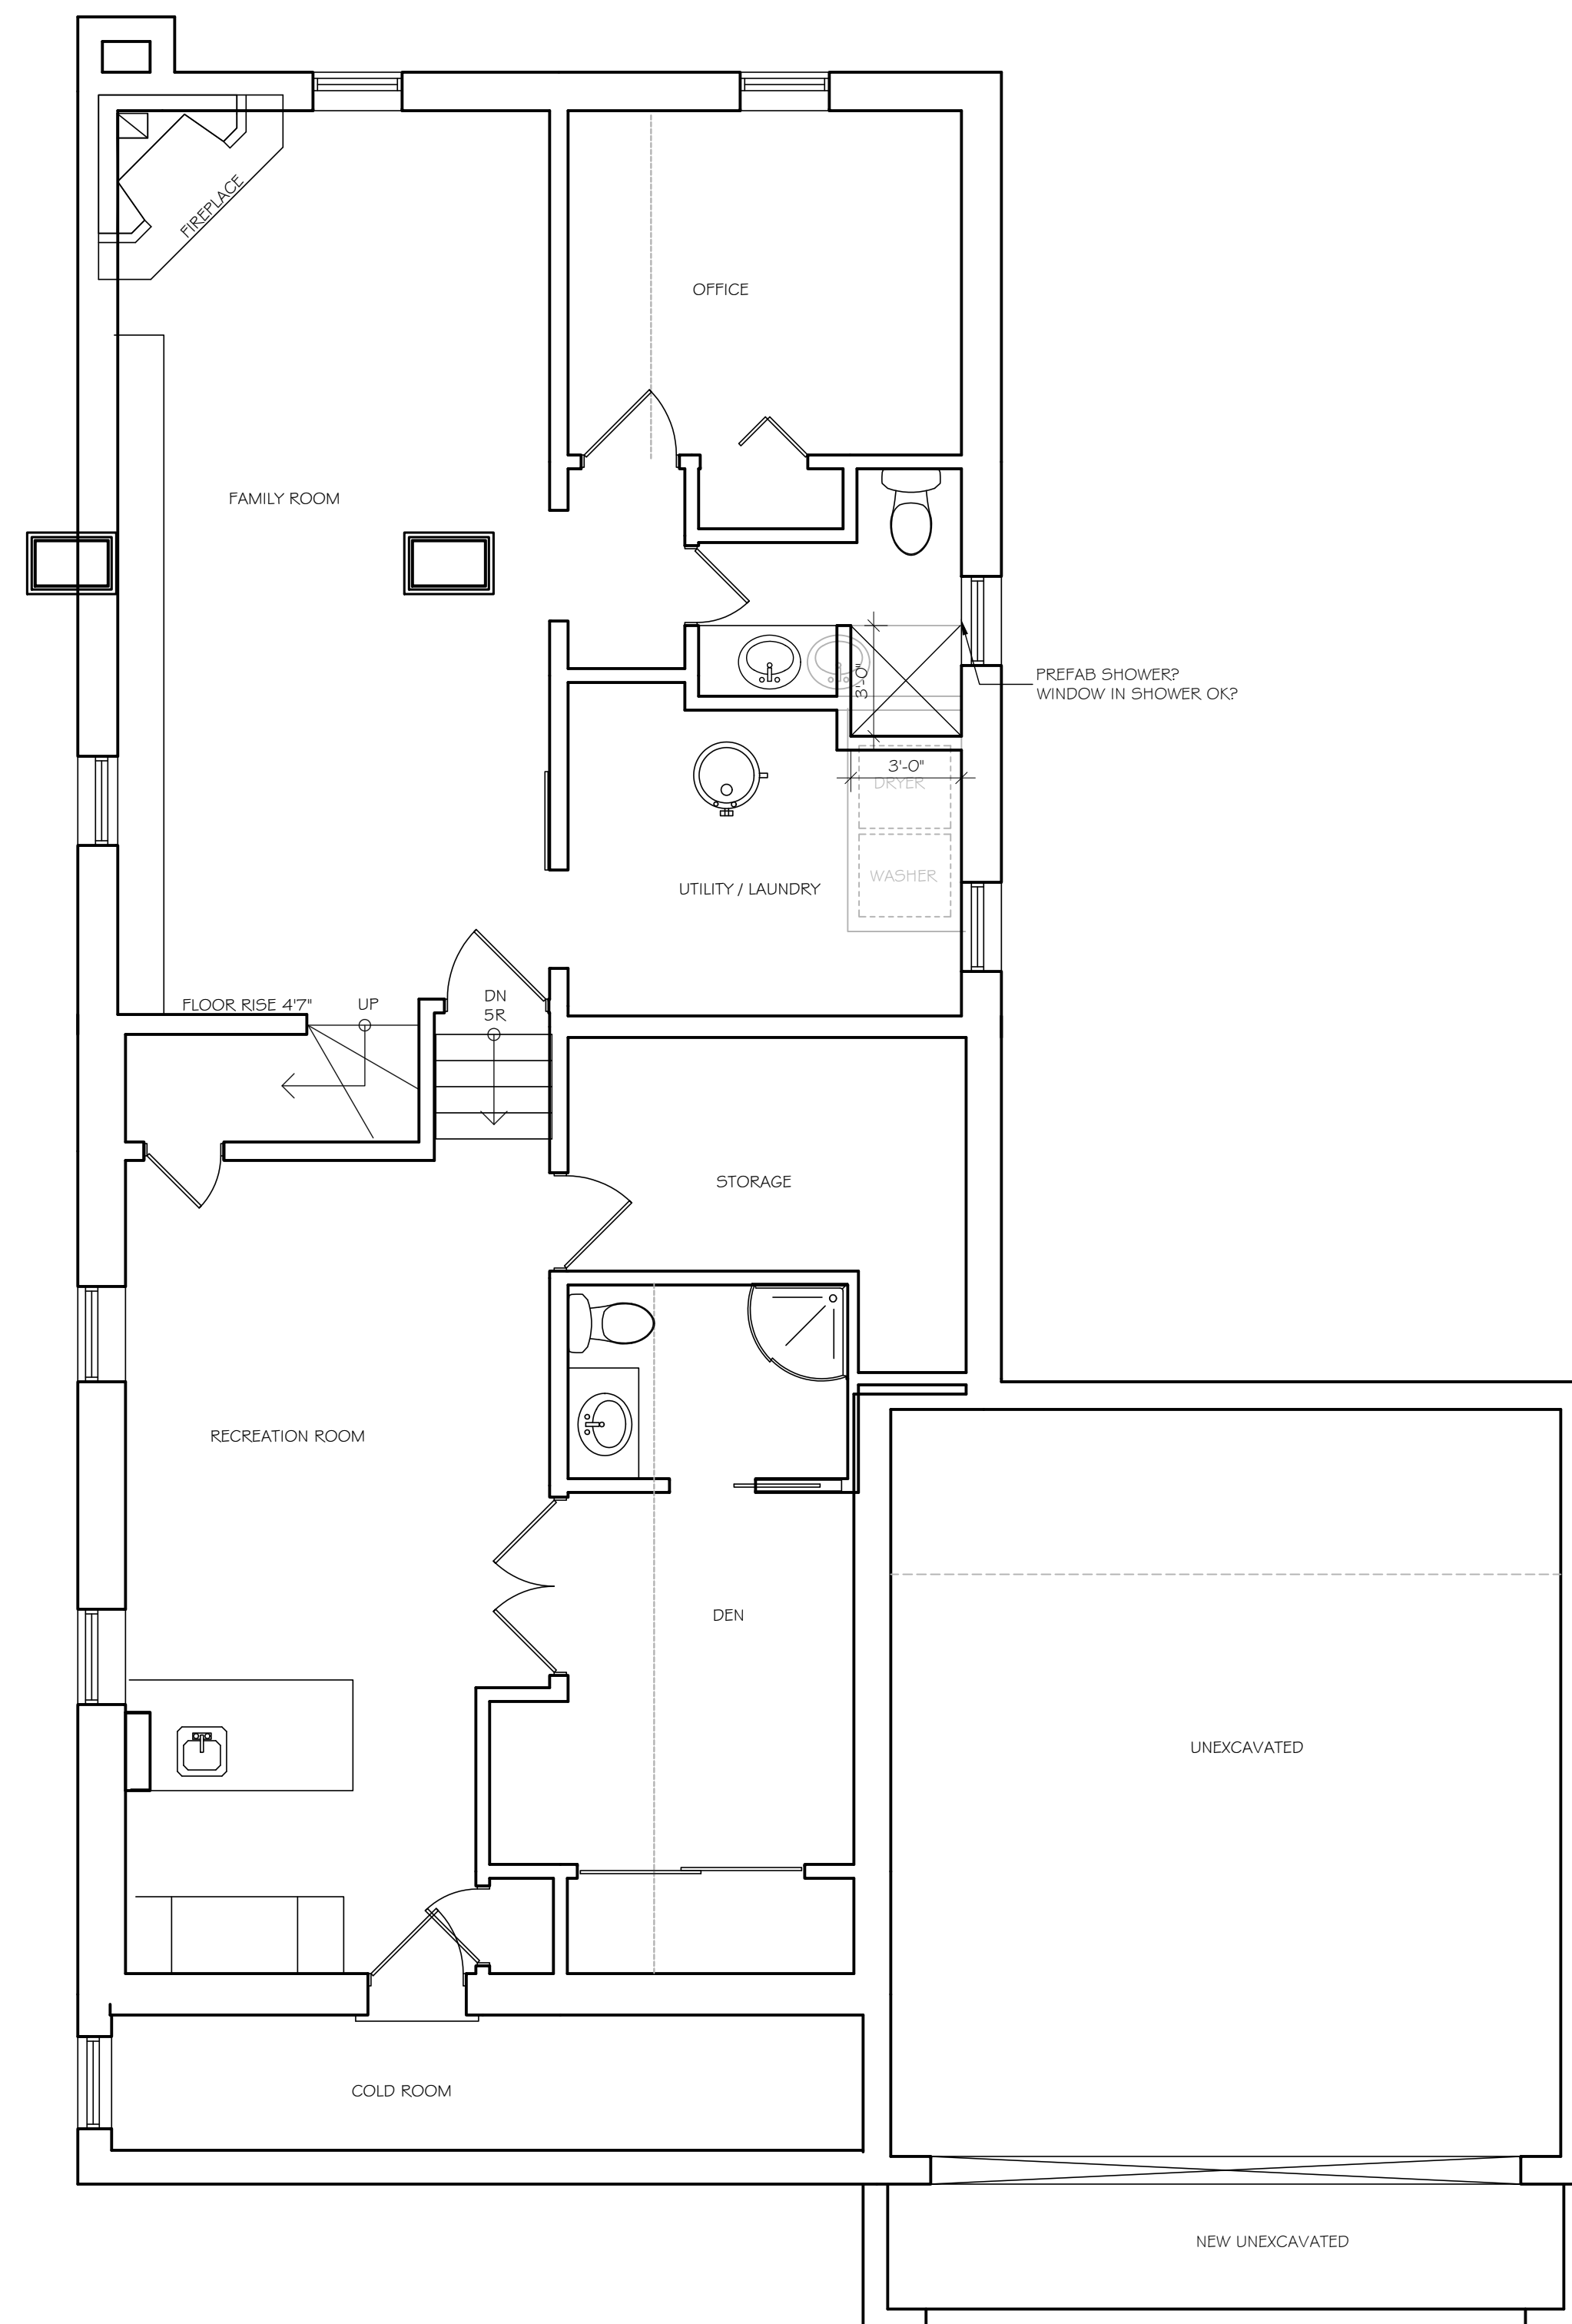 FIREPLACE
OFFICE
FAMILY ROOM
3'-0"
PREFAB SHOWER?
WINDOW IN SHOWER OK?
3'-0"
DRYER
WASHER
UTILITY / LAUNDRY
FLOOR RISE 4'7"
UP
DN
5R
STORAGE
RECREATION ROOM
DEN
UNEXCAVATED
COLD ROOM
NEW UNEXCAVATED